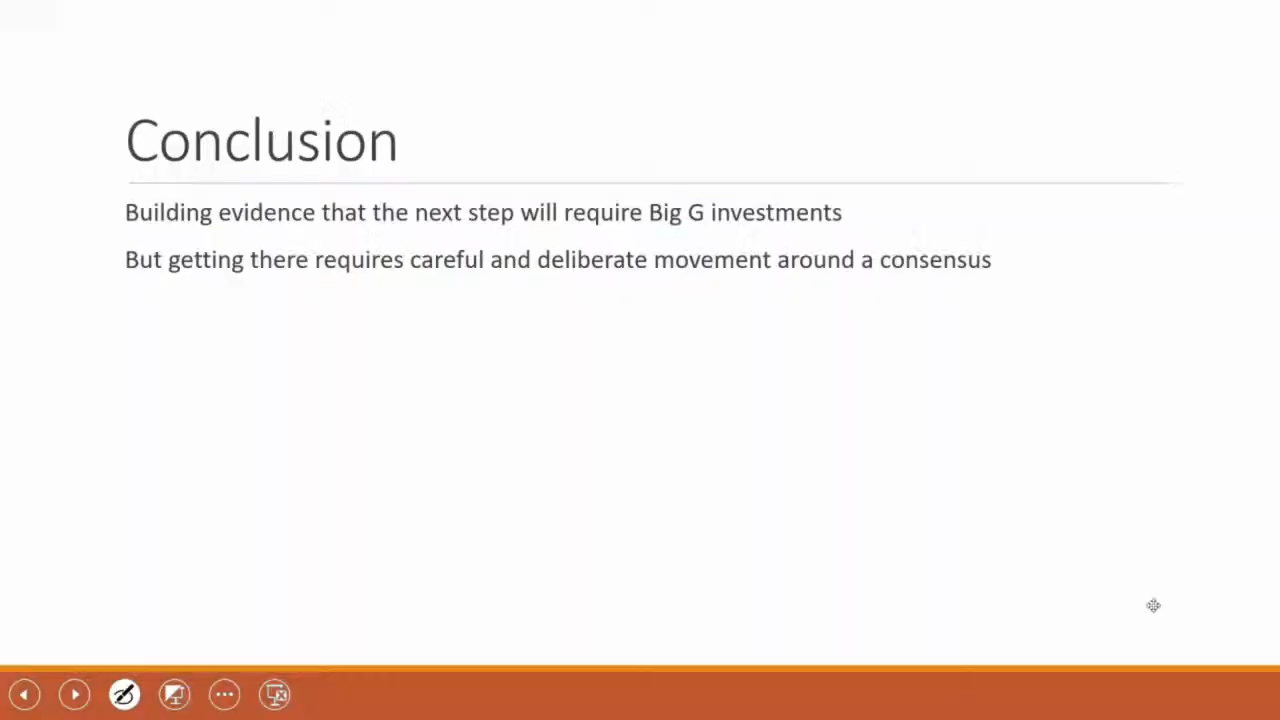 Conclusion
Building evidence that the next step will require Big G investments
But getting there requires careful and deliberate movement around a consensus